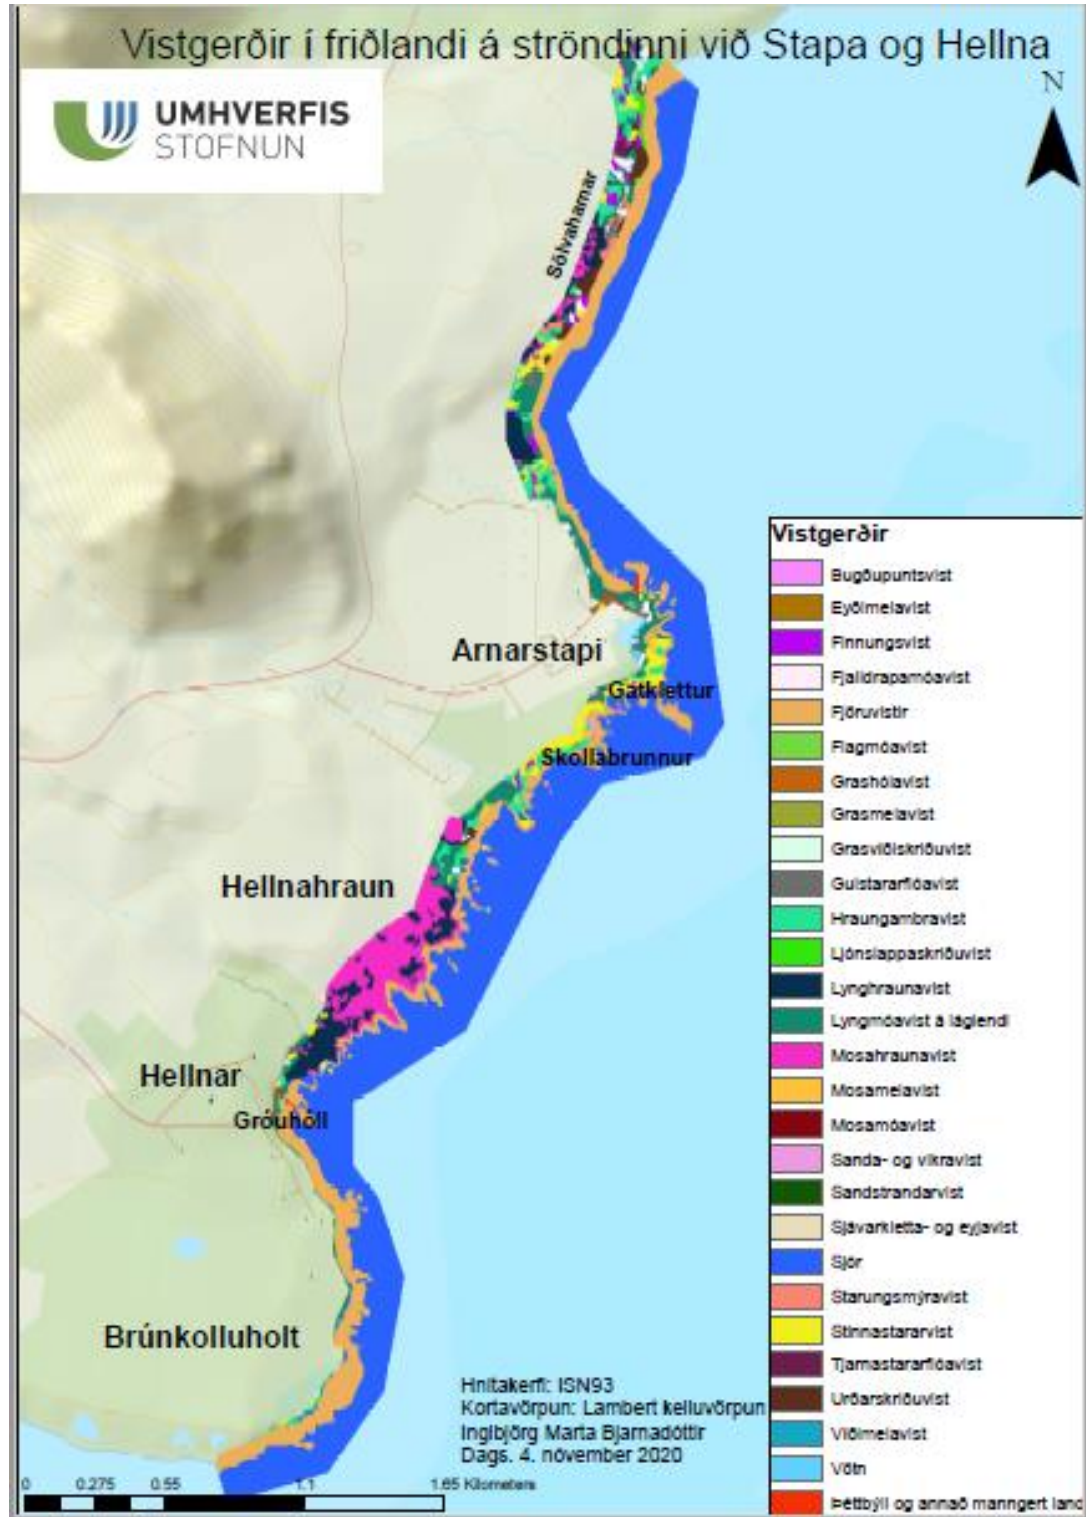 Vistgerðir í friðlandi á ströndinni við Stapa og Hellna
UMHVERFIS
STOFNUN
N
Sölvahamar
Arnarstapi
Gatklettur
Skollabrunnur
Hellnahraun
Hellnar
Gróuhóll
Brúnkolluholt
Vistgerðir
Bugðupuntsvist
Eyðimelavist
Finnungsvist
Fjalldrapamóavist
Fjöruvistir
Flagmóavist
Grashólavist
Grasmelavist
Grasvíðiskriðuvist
Gulstararflóavist
Hraungambravist
Ljónslappaskriðuvist
Lynghraunavist
Lyngmóavist á láglendi
Mosahraunavist
Mosamelavist
Mosamóavist
Sanda- og vikravist
Sandstrandarvist
Sjávarkletta- og eyjavist
Sjór
Starungsmýravist
Stinnastararvist
Tjarnastararflóavist
Urðarskriðuvist
Víðimelavist
Vötn
Þéttbýli og annað manngert land
Hnitakerfi: ISN93
Kortavörpun: Lambert keiluvörpun
Ingibjörg Marta Bjarnadóttir
Dags. 4. nóvember 2020
0 0.275 0.55 1.1 1.65 Kilometers